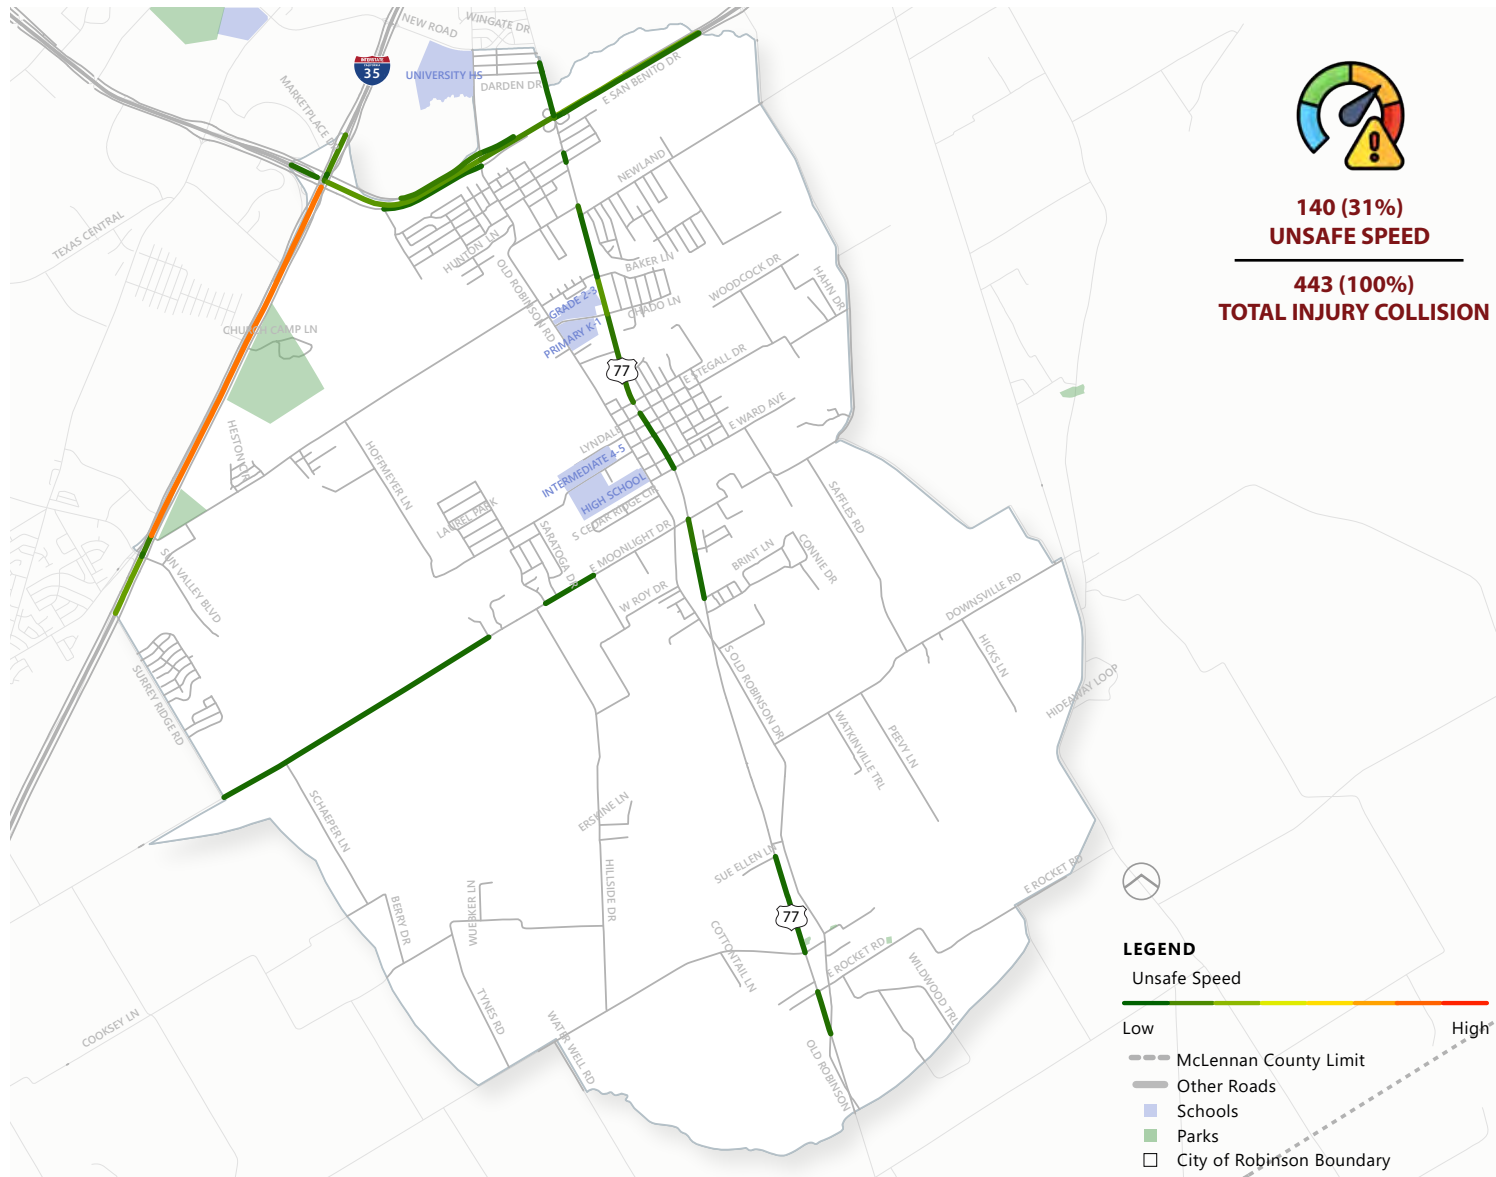 NEW ROAD
WINGATE DR
INTERSTATE
35
UNIVERSITY HS
DARDEN DR
E SAN BENITO DR
MARKETPLACE D
140 (31%)
UNSAFE SPEED
443 (100%)
TOTAL INJURY COLLISION
NEWLAND
TEXAS CENTRAL
HUNTON LN
OLD ROBINSON RD
BAKER LN
WOODCOCK DR
HAHN DR
GRADE 2-3
CHADO LN
PRIMARY K-1
CHURCH CAMP LN
77
E STEGALL DR
E WARD AVE
HESTON CIR
HOFFMEYER LN
LYNDALE
INTERMEDIATE 4-5
HIGH SCHOOL
LAUREL PARK
S CEDAR RIDGE CIR
SAFFLES RD
SARATOGA DR
E MOONLIGHT DR
BRINT LN
CONNIE DR
SUN VALLEY BLVD
W ROY DR
DOWNSVILLE RD
HICKS LN
SURREY RIDGE RD
S OLD ROBINSON DR
HIDEAWAY LOOP
WATKINVILLE TRL
PEEVY LN
SCHAEPER LN
ERSKINE LN
SUE ELLEN LN
HILLSIDE DR
E ROCKET RD
BERRY DR
WUEBKER LN
77
COTTONTAIL LN
E ROCKET RD
WILDWOOD TRL
TYNES RD
WATER WELL RD
COOKSEY LN
OLD ROBINSON
LEGEND
Unsafe Speed
Low High
McLennan County Limit
Other Roads
Schools
Parks
City of Robinson Boundary